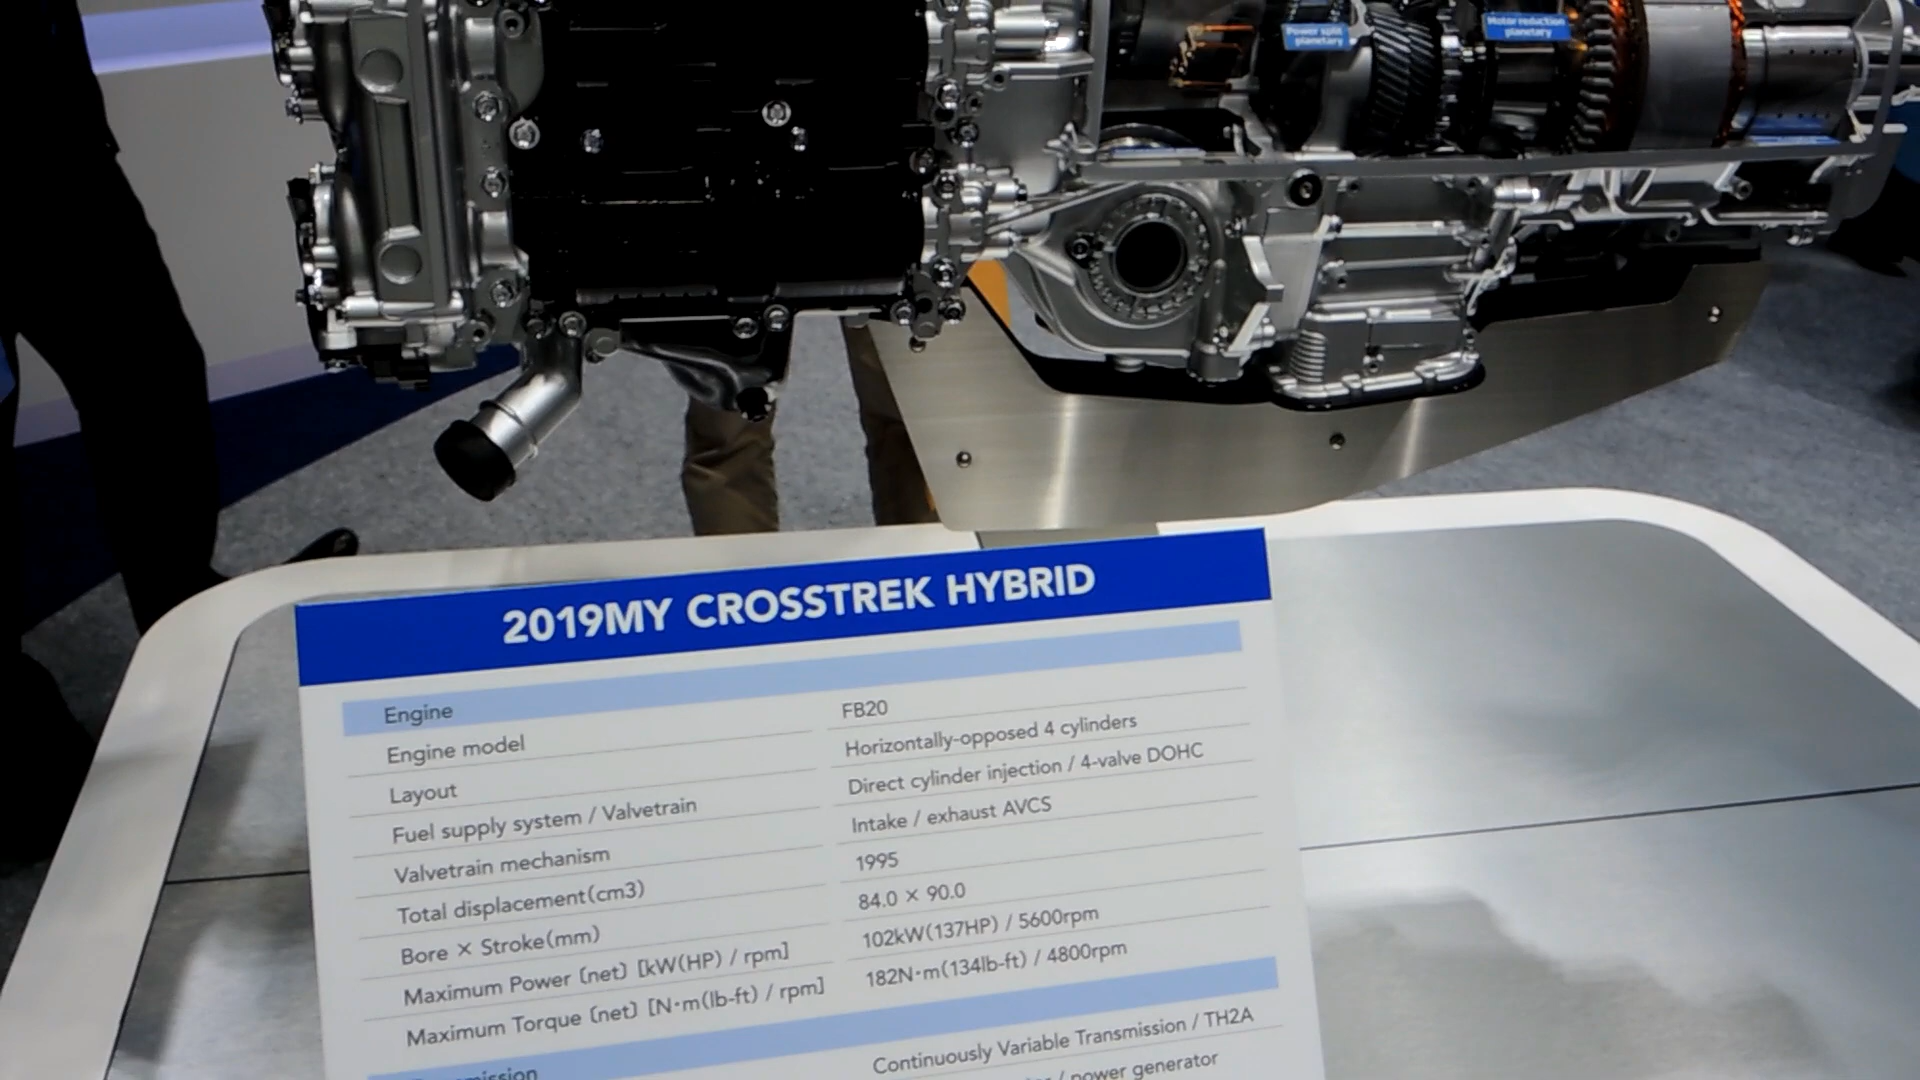 Power split
planetary
Motor reduction
planetary
2019MY CROSSTREK HYBRID
Engine
Engine model FB20
Layout Horizontally-opposed 4 cylinders
Fuel supply system / Valvetrain Direct cylinder injection / 4-valve DOHC
Valvetrain mechanism Intake / exhaust AVCS
Total displacement(cm3) 1995
Bore × Stroke(mm) 84.0 × 90.0
Maximum Power [net] [kW(HP) / rpm] 102kW(137HP) / 5600rpm
Maximum Torque [net] [N·m(lb-ft) / rpm] 182N·m(134lb-ft) / 4800rpm
Continuously Variable Transmission / TH2A
/ power generator